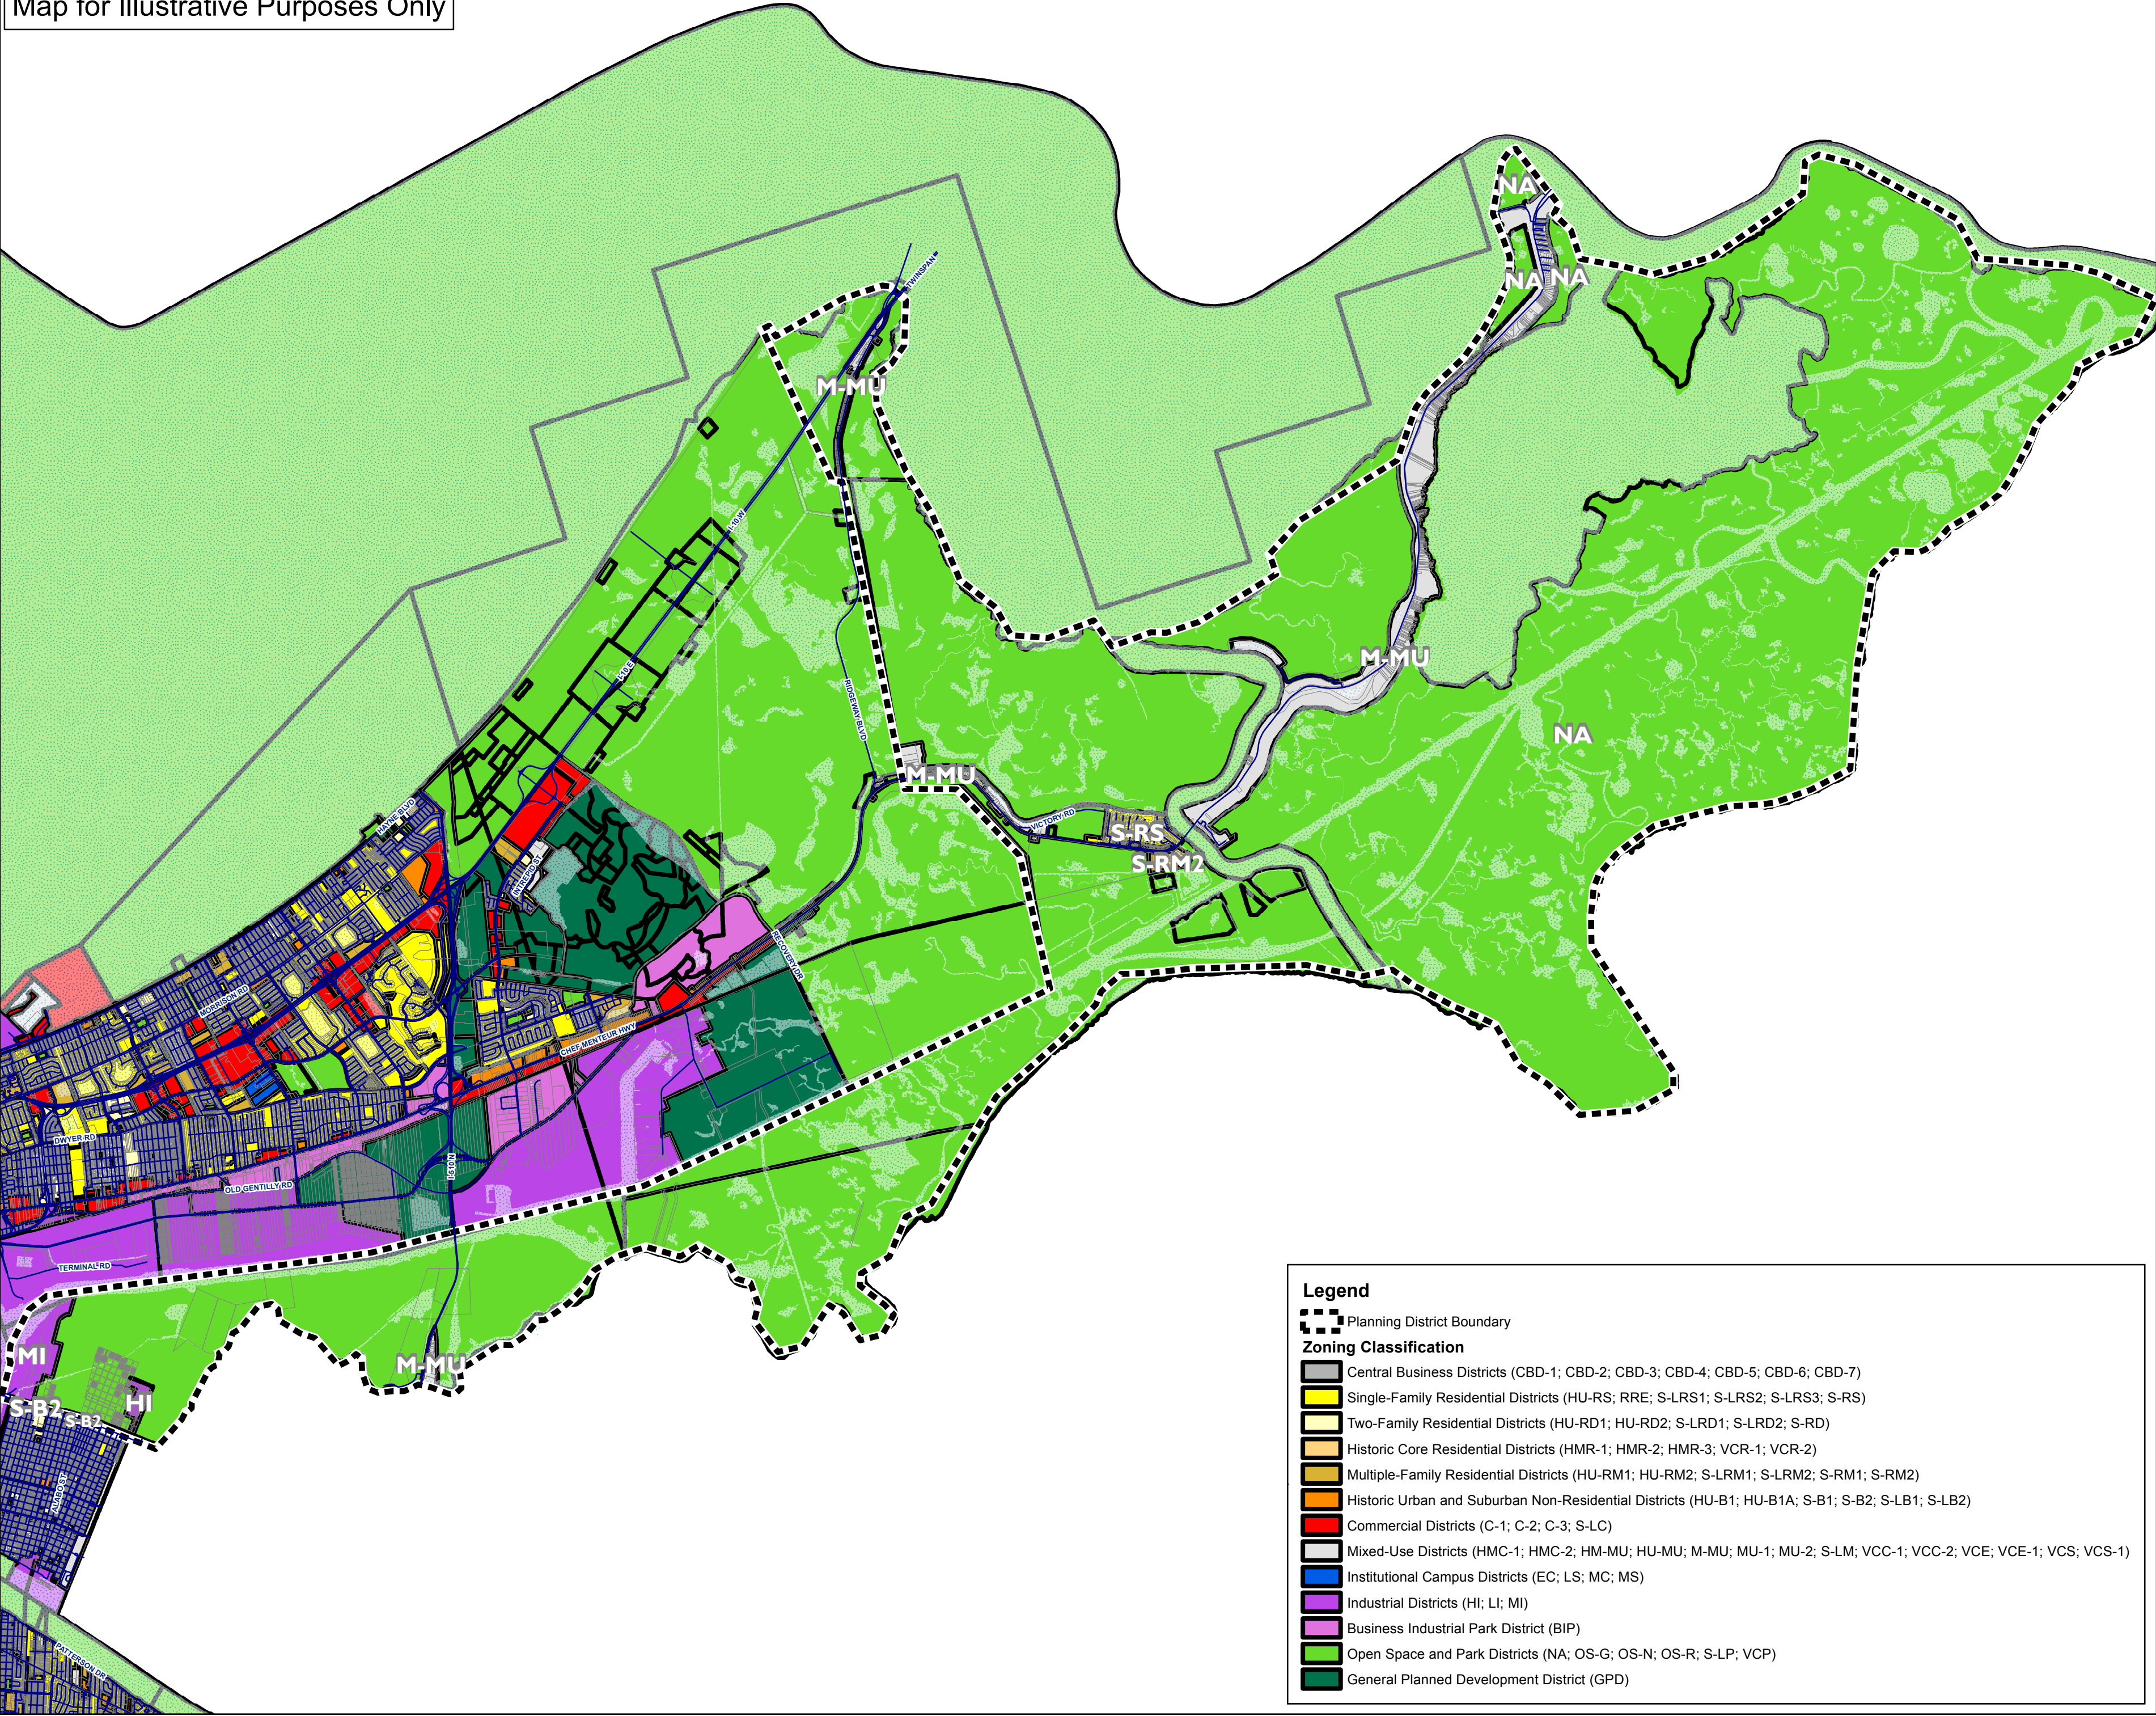 Map for Illustrative Purposes Only
NA
NA
NA
TWINSPAN
M-MU
I-10 W
I-10 E
RIDGEWAY BLVD
M-MU
NA
M-MU
HAYNE BLVD
VICTORY RD
S-RS
S-RM2
INTREPID ST
RECOVERY DR
MORRISON RD
CHEF MENTEUR HWY
DWYER RD
I-510 N
OLD GENTILLY RD
TERMINAL RD
MI
M-MU
HI
S-B2
S-B2
ALABO ST
PATTERSON DR
Legend
Planning District Boundary
Zoning Classification
Central Business Districts (CBD-1; CBD-2; CBD-3; CBD-4; CBD-5; CBD-6; CBD-7)
Single-Family Residential Districts (HU-RS; RRE; S-LRS1; S-LRS2; S-LRS3; S-RS)
Two-Family Residential Districts (HU-RD1; HU-RD2; S-LRD1; S-LRD2; S-RD)
Historic Core Residential Districts (HMR-1; HMR-2; HMR-3; VCR-1; VCR-2)
Multiple-Family Residential Districts (HU-RM1; HU-RM2; S-LRM1; S-LRM2; S-RM1; S-RM2)
Historic Urban and Suburban Non-Residential Districts (HU-B1; HU-B1A; S-B1; S-B2; S-LB1; S-LB2)
Commercial Districts (C-1; C-2; C-3; S-LC)
Mixed-Use Districts (HMC-1; HMC-2; HM-MU; HU-MU; M-MU; MU-1; MU-2; S-LM; VCC-1; VCC-2; VCE; VCE-1; VCS; VCS-1)
Institutional Campus Districts (EC; LS; MC; MS)
Industrial Districts (HI; LI; MI)
Business Industrial Park District (BIP)
Open Space and Park Districts (NA; OS-G; OS-N; OS-R; S-LP; VCP)
General Planned Development District (GPD)